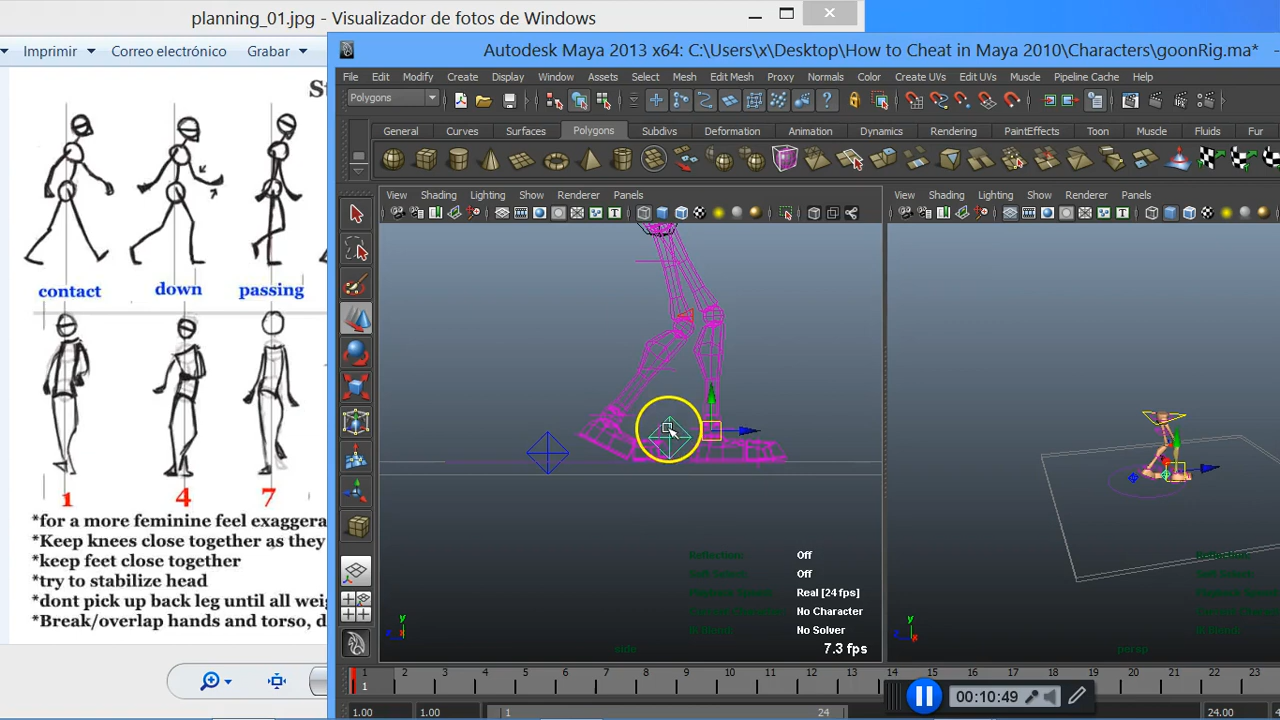 planning_01.jpg - Visualizador de fotos de Windows
Imprimir Correo electrónico Grabar
St
contact down passing
1 4 7
*for a more feminine feel exaggera
*Keep knees close together as they
*keep feet close together
*try to stabilize head
*dont pick up back leg until all wei
*Break/overlap hands and torso, d
Autodesk Maya 2013 x64: C:\Users\x\Desktop\How to Cheat in Maya 2010\Characters\goonRig.ma*
File Edit Modify Create Display Window Assets Select Mesh Edit Mesh Proxy Normals Color Create UVs Edit UVs Muscle Pipeline Cache Help
Polygons
General Curves Surfaces Polygons Subdivs Deformation Animation Dynamics Rendering PaintEffects Toon Muscle Fluids Fur
View Shading Lighting Show Renderer Panels
View Shading Lighting Show Renderer Panels
Reflection: Off
Soft Select: Off
Real [24 fps]
No Character
No Solver
7.3 fps
side
persp
y
x
y
x
1 2 3 4 5 6 7 8 9 10 11 12 13 14 15 16 17 18 19 20 21 22 23
1
00:10:49
1.00 1.00 1 24 24.00